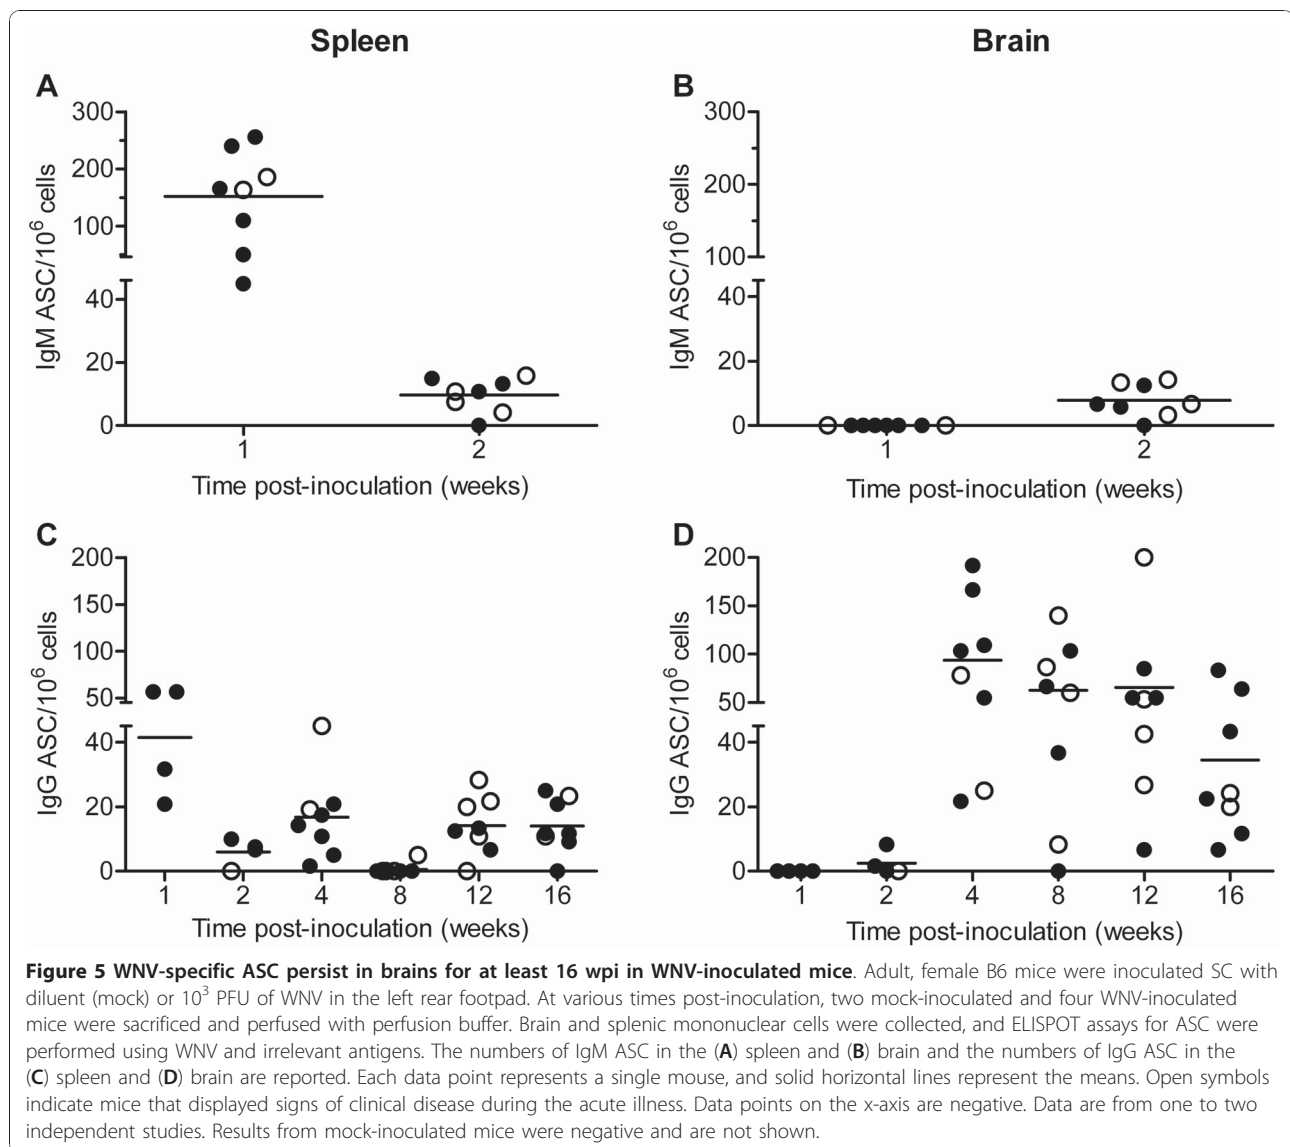 Spleen
Brain
A
300
200
100
40
20
0
IgM ASC/10⁶ cells
1
2
Time post-inoculation (weeks)
B
300
200
100
40
20
0
IgM ASC/10⁶ cells
1
2
Time post-inoculation (weeks)
C
200
150
100
50
40
20
0
IgG ASC/10⁶ cells
1 2 4 8 12 16
Time post-inoculation (weeks)
D
200
150
100
50
40
20
0
IgG ASC/10⁶ cells
1 2 4 8 12 16
Time post-inoculation (weeks)
Figure 5 WNV-specific ASC persist in brains for at least 16 wpi in WNV-inoculated mice. Adult, female B6 mice were inoculated SC with
diluent (mock) or 10³ PFU of WNV in the left rear footpad. At various times post-inoculation, two mock-inoculated and four WNV-inoculated
mice were sacrificed and perfused with perfusion buffer. Brain and splenic mononuclear cells were collected, and ELISPOT assays for ASC were
performed using WNV and irrelevant antigens. The numbers of IgM ASC in the (A) spleen and (B) brain and the numbers of IgG ASC in the
(C) spleen and (D) brain are reported. Each data point represents a single mouse, and solid horizontal lines represent the means. Open symbols
indicate mice that displayed signs of clinical disease during the acute illness. Data points on the x-axis are negative. Data are from one to two
independent studies. Results from mock-inoculated mice were negative and are not shown.